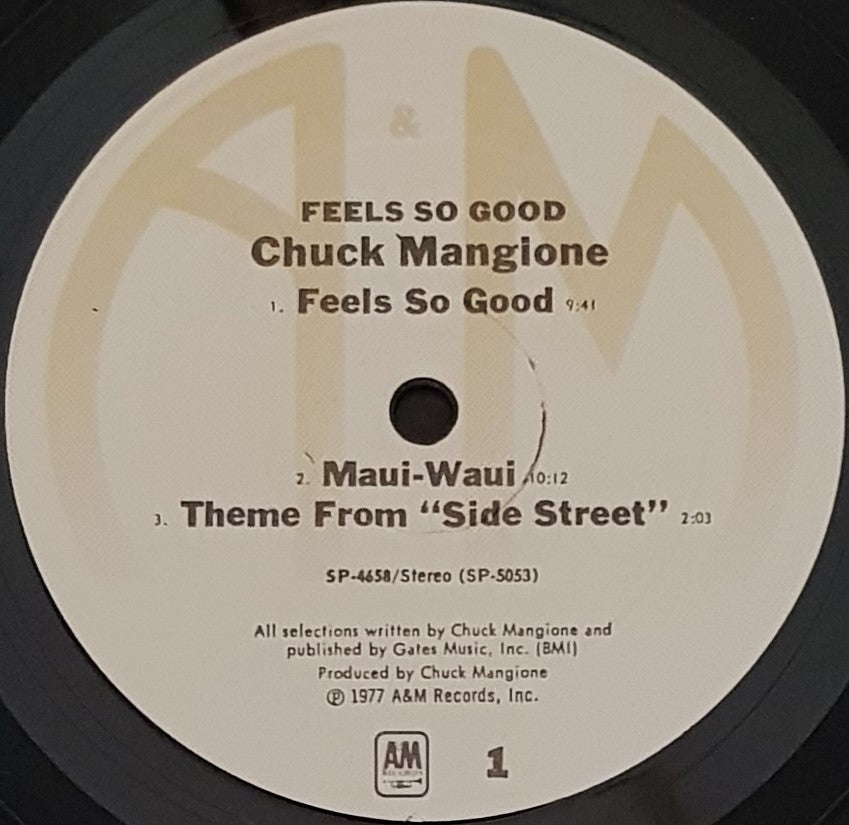 A & M
FEELS SO GOOD
Chuck Mangione
1. Feels So Good 9:41
2. Maui-Waui 10:12
3. Theme From “Side Street” 2:03
SP-4658/Stereo (SP-5053)
All selections written by Chuck Mangione and
published by Gates Music, Inc. (BMI)
Produced by Chuck Mangione
℗ 1977 A&M Records, Inc.
AM 1